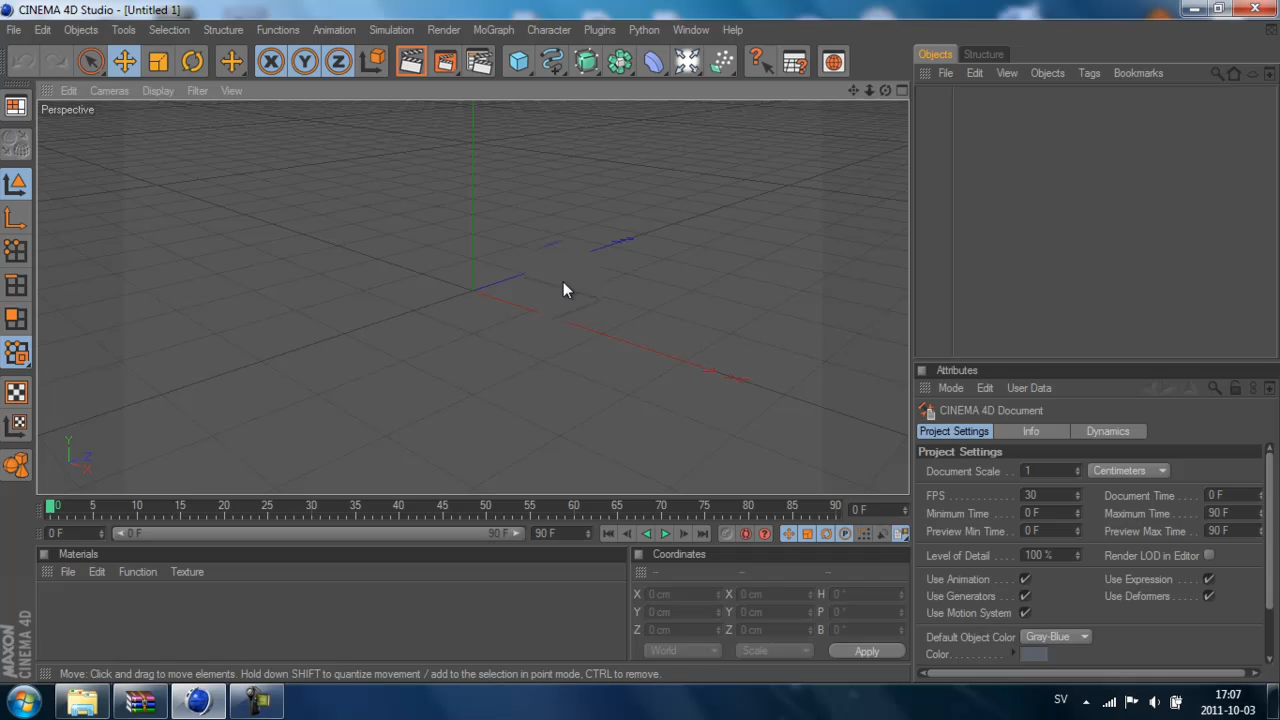 CINEMA 4D Studio - [Untitled 1]
File Edit Objects Tools Selection Structure Functions Animation Simulation Render MoGraph Character Plugins Python Window Help
X Y Z
Objects Structure
File Edit View Objects Tags Bookmarks
Edit Cameras Display Filter View
Perspective
Y
Z
X
Attributes
Mode Edit User Data
CINEMA 4D Document
Project Settings Info Dynamics
Project Settings
Document Scale 1 Centimeters
FPS 30 Document Time 0 F
Minimum Time 0 F Maximum Time 90 F
Preview Min Time 0 F Preview Max Time 90 F
Level of Detail 100 % Render LOD in Editor
Use Animation Use Expression
Use Generators Use Deformers
Use Motion System
Default Object Color Gray-Blue
Color
0 5 10 15 20 25 30 35 40 45 50 55 60 65 70 75 80 85 90 0 F
0 F 0 F 90 F 90 F
Materials
File Edit Function Texture
Coordinates
-- -- --
X 0 cm X 0 cm H 0 °
Y 0 cm Y 0 cm P 0 °
Z 0 cm Z 0 cm B 0 °
World Scale Apply
MAXON CINEMA 4D
Move: Click and drag to move elements. Hold down SHIFT to quantize movement / add to the selection in point mode, CTRL to remove.
SV
17:07
2011-10-03